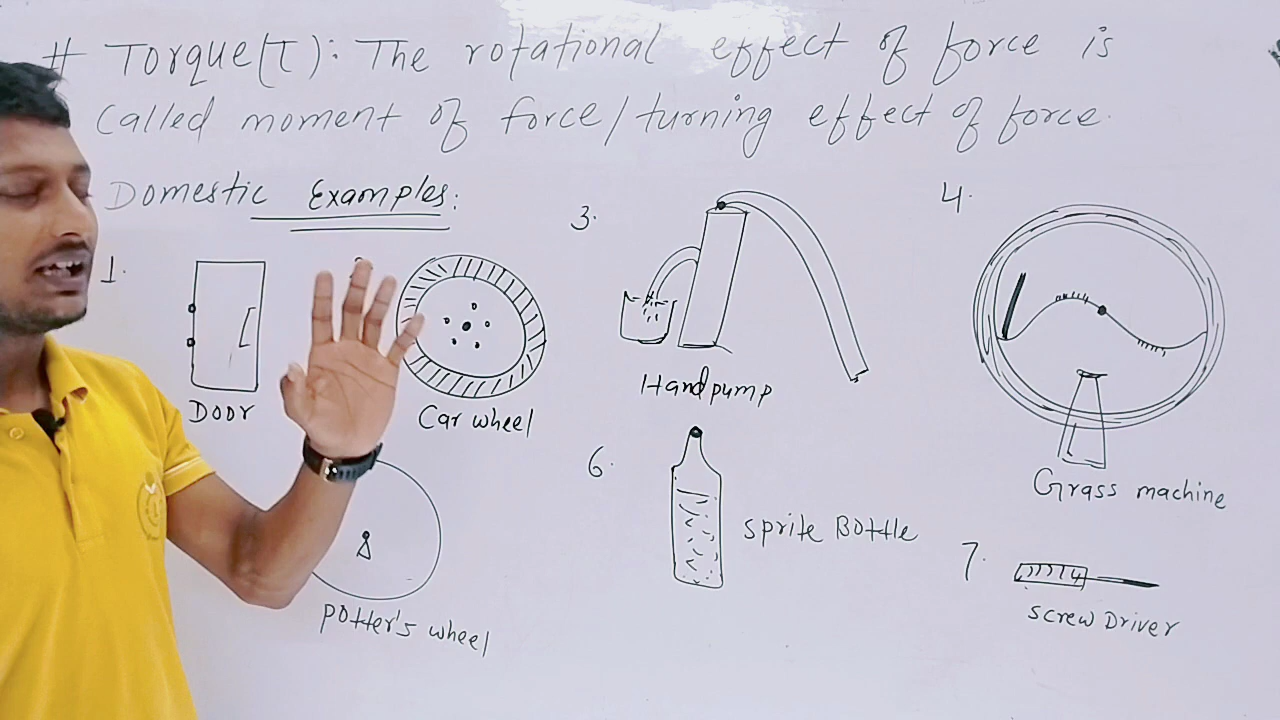 # Torque(τ): The rotational effect of force is
called moment of force/turning effect of force.
Domestic Examples:
1.
Door
Car wheel
3.
Handpump
4.
Grass machine
Potter's wheel
6.
Sprite Bottle
7.
Screw Driver